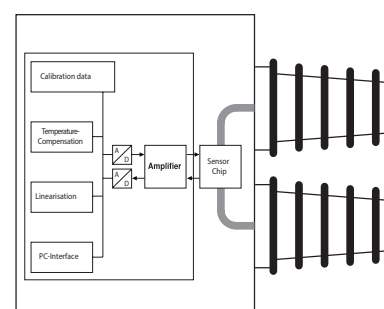 Calibration data
Temperature-
Compensation
A
D
Amplifier
Sensor
Chip
A
D
Linearisation
PC-Interface